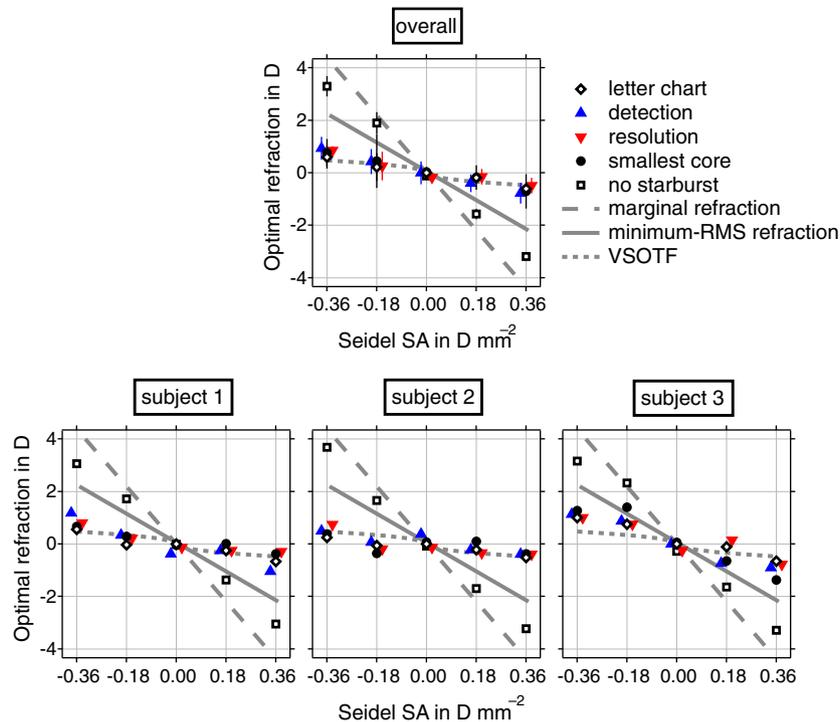 overall
Optimal refraction in D
4
2
0
-2
-4
-0.36 -0.18 0.00 0.18 0.36
Seidel SA in D mm⁻²
letter chart
detection
resolution
smallest core
no starburst
marginal refraction
minimum-RMS refraction
VSOTF
subject 1
subject 2
subject 3
Optimal refraction in D
4
2
0
-2
-4
-0.36 -0.18 0.00 0.18 0.36
-0.36 -0.18 0.00 0.18 0.36
-0.36 -0.18 0.00 0.18 0.36
Seidel SA in D mm⁻²